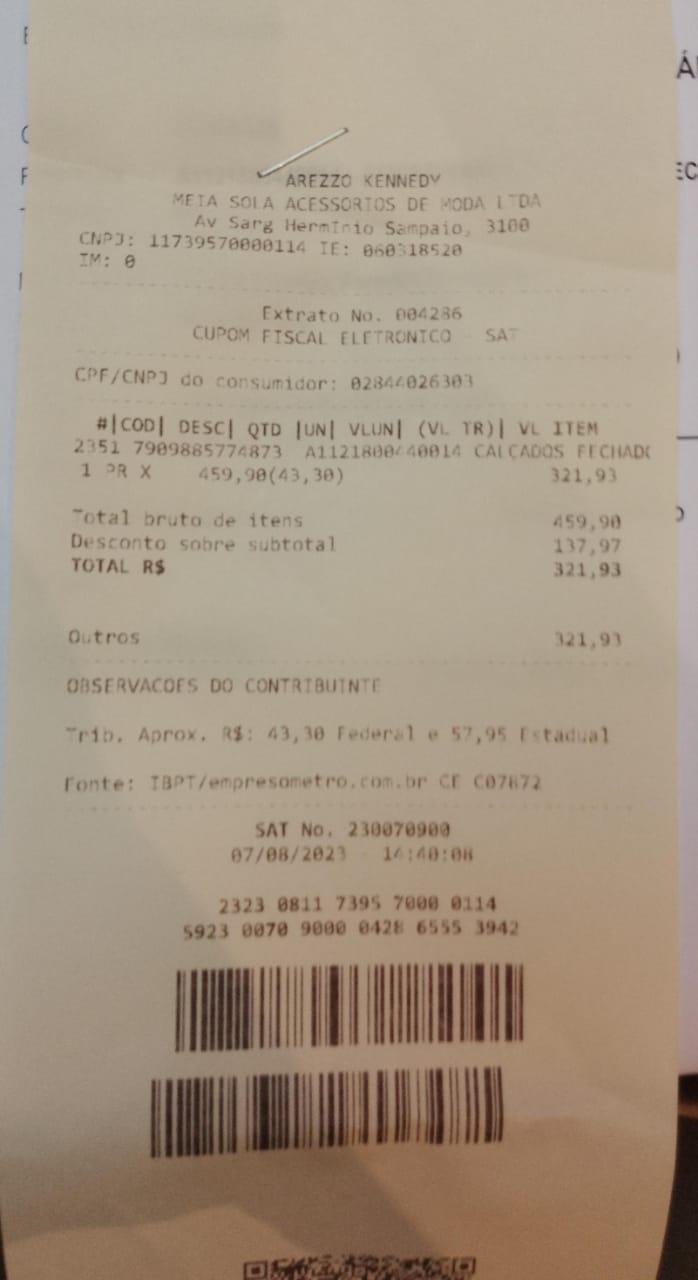 AREZZO KENNEDY
META SOLA ACESSORIOS DE MODA LTDA
Av Sarg HermInio Sampaio, 3100
CNPJ: 11739570000114 IE: 060318520
IM: 0
Extrato No. 004286
CUPOM FISCAL ELETRONICO - SAT
CPF/CNPJ do consumidor: 02844026303
#|COD| DESC| QTD |UN| VLUN| (VL TR)| VL ITEM
2351 7909885774873 A1121800440014 CALCADOS FECHADO
1 PR X 459,90(43,30) 321,93
Total bruto de itens 459,90
Desconto sobre subtotal 137,97
TOTAL R$ 321,93
Outros 321,93
OBSERVACOES DO CONTRIBUINTE
Trib. Aprox. R$: 43,30 Federal e 57,95 Estadual
Fonte: IBPT/empresometro.com.br CE C07872
SAT No. 230070900
07/08/2023 - 14:40:08
2323 0811 7395 7000 0114
5923 0070 9000 0428 6555 3942